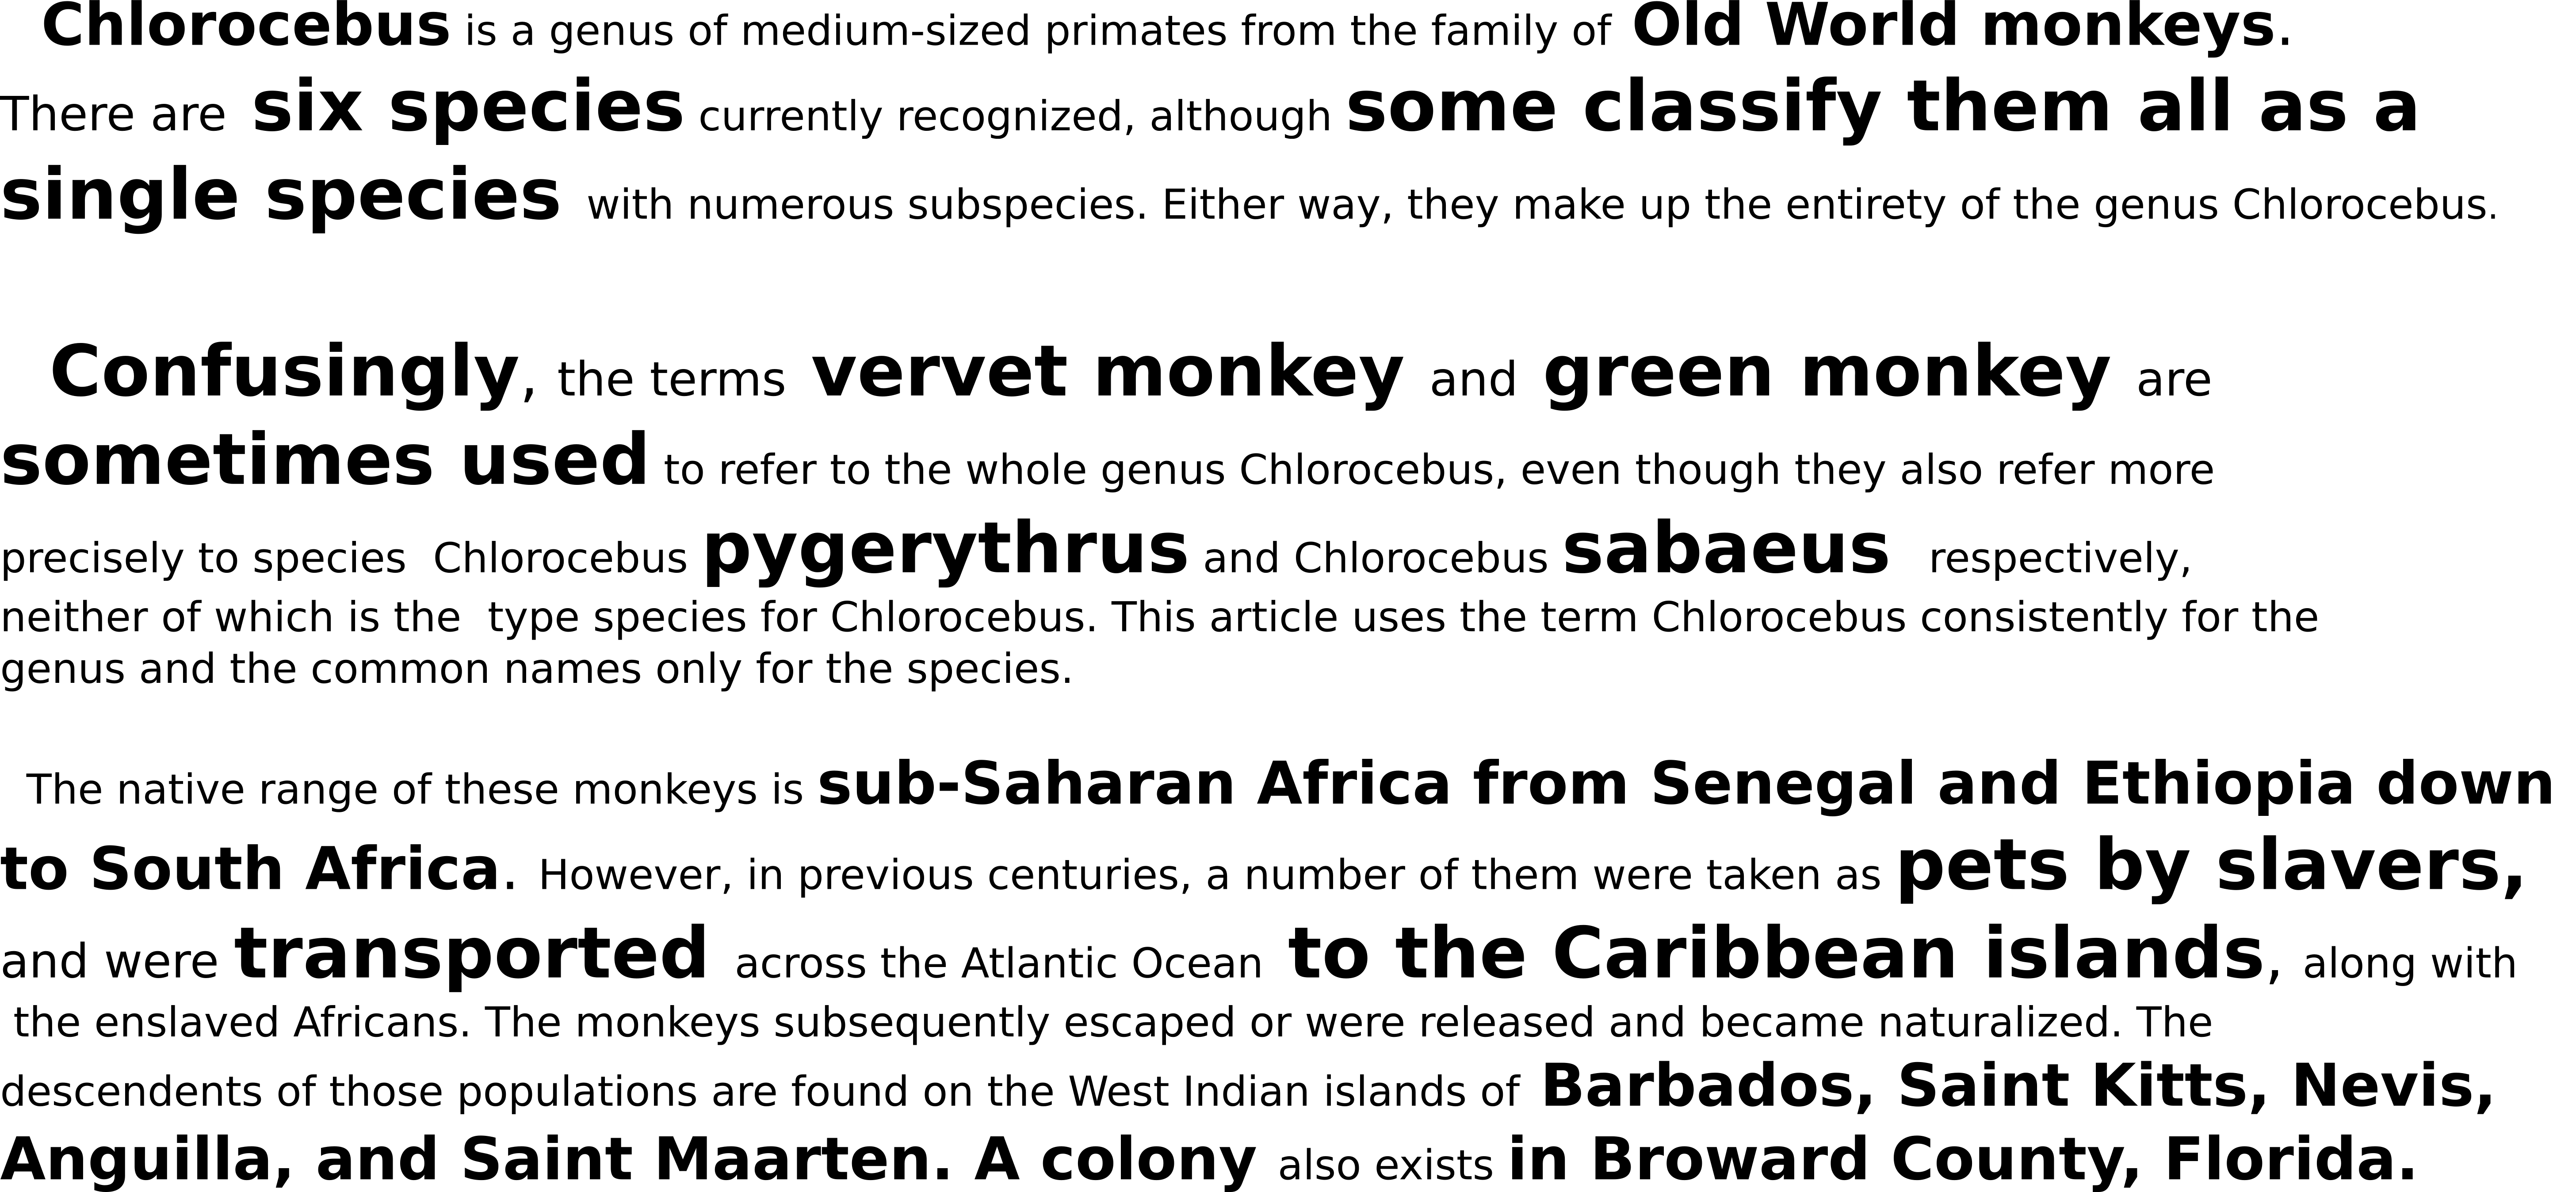 Chlorocebus is a genus of medium-sized primates from the family of Old World monkeys.
There are six species currently recognized, although some classify them all as a
single species with numerous subspecies. Either way, they make up the entirety of the genus Chlorocebus.
Confusingly, the terms vervet monkey and green monkey are
sometimes used to refer to the whole genus Chlorocebus, even though they also refer more
precisely to species Chlorocebus pygerythrus and Chlorocebus sabaeus respectively,
neither of which is the type species for Chlorocebus. This article uses the term Chlorocebus consistently for the
genus and the common names only for the species.
The native range of these monkeys is sub-Saharan Africa from Senegal and Ethiopia down
to South Africa. However, in previous centuries, a number of them were taken as pets by slavers,
and were transported across the Atlantic Ocean to the Caribbean islands, along with
the enslaved Africans. The monkeys subsequently escaped or were released and became naturalized. The
descendents of those populations are found on the West Indian islands of Barbados, Saint Kitts, Nevis,
Anguilla, and Saint Maarten. A colony also exists in Broward County, Florida.